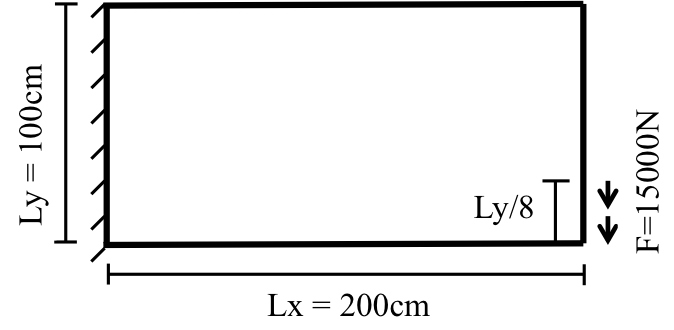 Ly = 100cm
Ly/8
F=15000N
Lx = 200cm